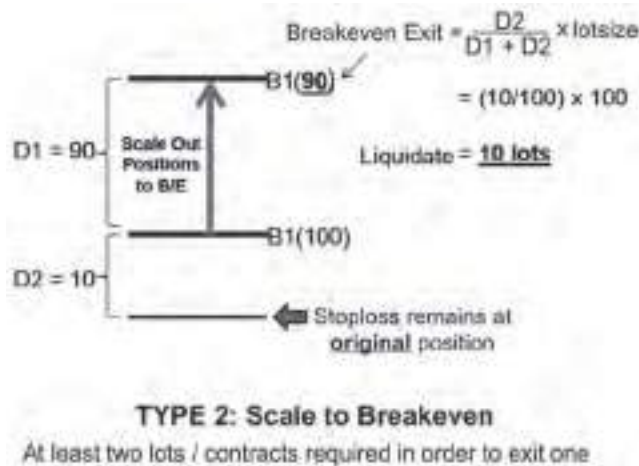 Breakeven Exit = D2 / D1 + D2 x lotsize
B1(90)
= (10/100) x 100
D1 = 90
Scale Out
Positions
to B/E
Liquidate = 10 lots
B1(100)
D2 = 10
Stoploss remains at
original position
TYPE 2: Scale to Breakeven
At least two lots / contracts required in order to exit one